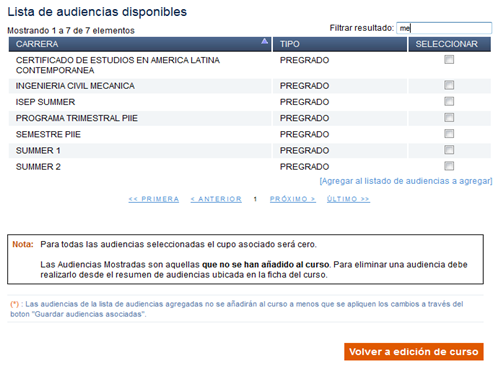 Lista de audiencias disponibles
Mostrando 1 a 7 de 7 elementos
Filtrar resultado: me
CARRERA TIPO SELECCIONAR
CERTIFICADO DE ESTUDIOS EN AMERICA LATINA CONTEMPORANEA PREGRADO
INGENIERIA CIVIL MECANICA PREGRADO
ISEP SUMMER PREGRADO
PROGRAMA TRIMESTRAL PIIE PREGRADO
SEMESTRE PIIE PREGRADO
SUMMER 1 PREGRADO
SUMMER 2 PREGRADO
[Agregar al listado de audiencias a agregar]
<< PRIMERA < ANTERIOR 1 PRÓXIMO > ÚLTIMO >>
Nota: Para todas las audiencias seleccionadas el cupo asociado será cero.
Las Audiencias Mostradas son aquellas que no se han añadido al curso. Para eliminar una audiencia debe
realizarlo desde el resumen de audiencias ubicada en la ficha del curso.
(*) : Las audiencias de la lista de audiencias agregadas no se añadirán al curso a menos que se apliquen los cambios a través del
boton "Guardar audiencias asociadas".
Volver a edición de curso